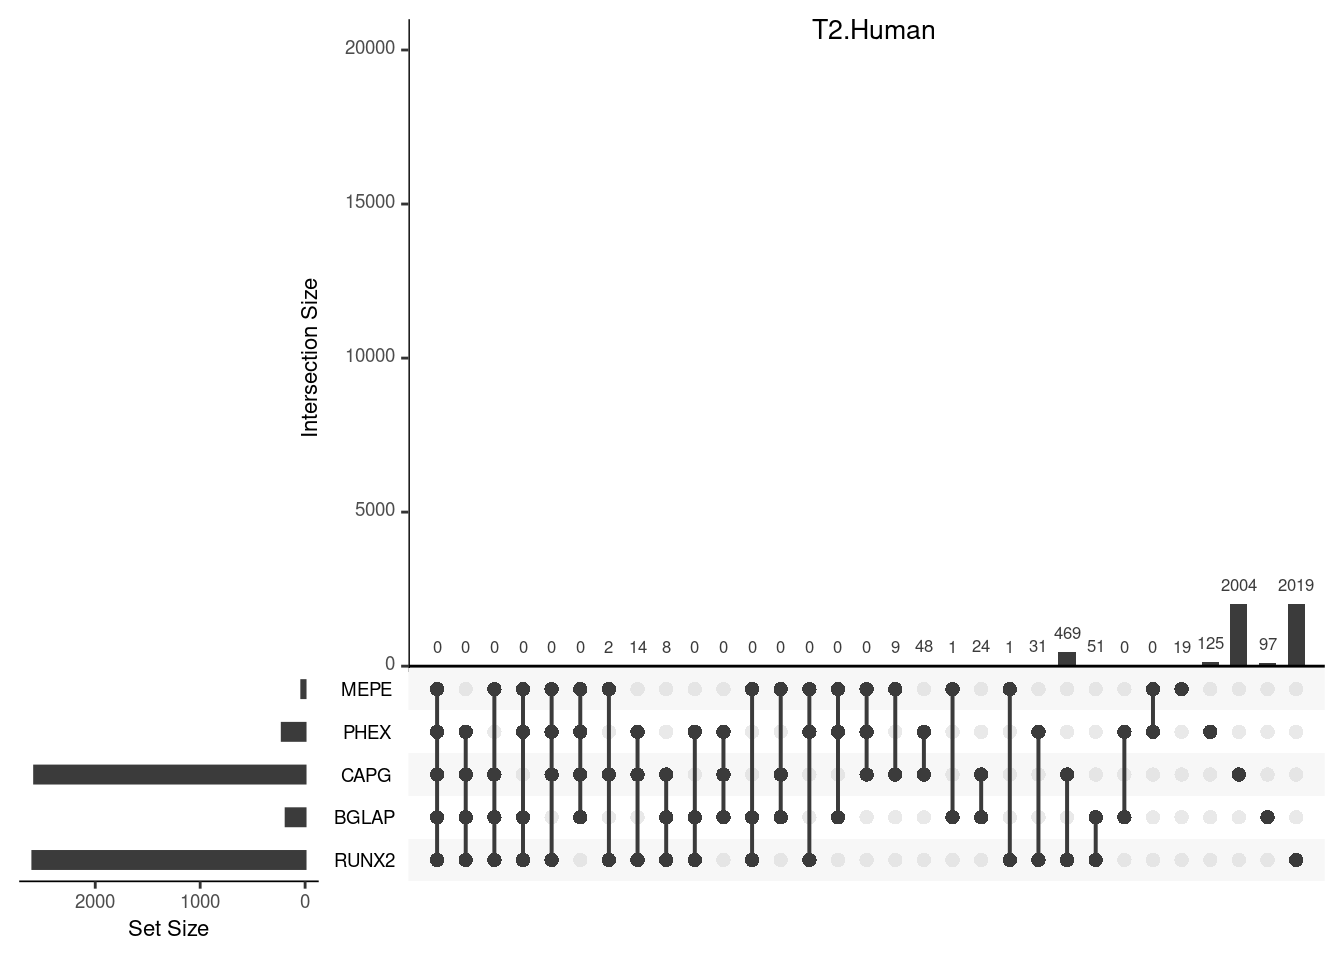 T2.Human
20000
15000
10000
5000
0
Intersection Size
0 0 0 0 0 0 2 14 8 0 0 0 0 0 0 0 9 48 1 24 1 31 469 51 0 0 19 125 2004 97 2019
MEPE
PHEX
CAPG
BGLAP
RUNX2
2000 1000 0
Set Size